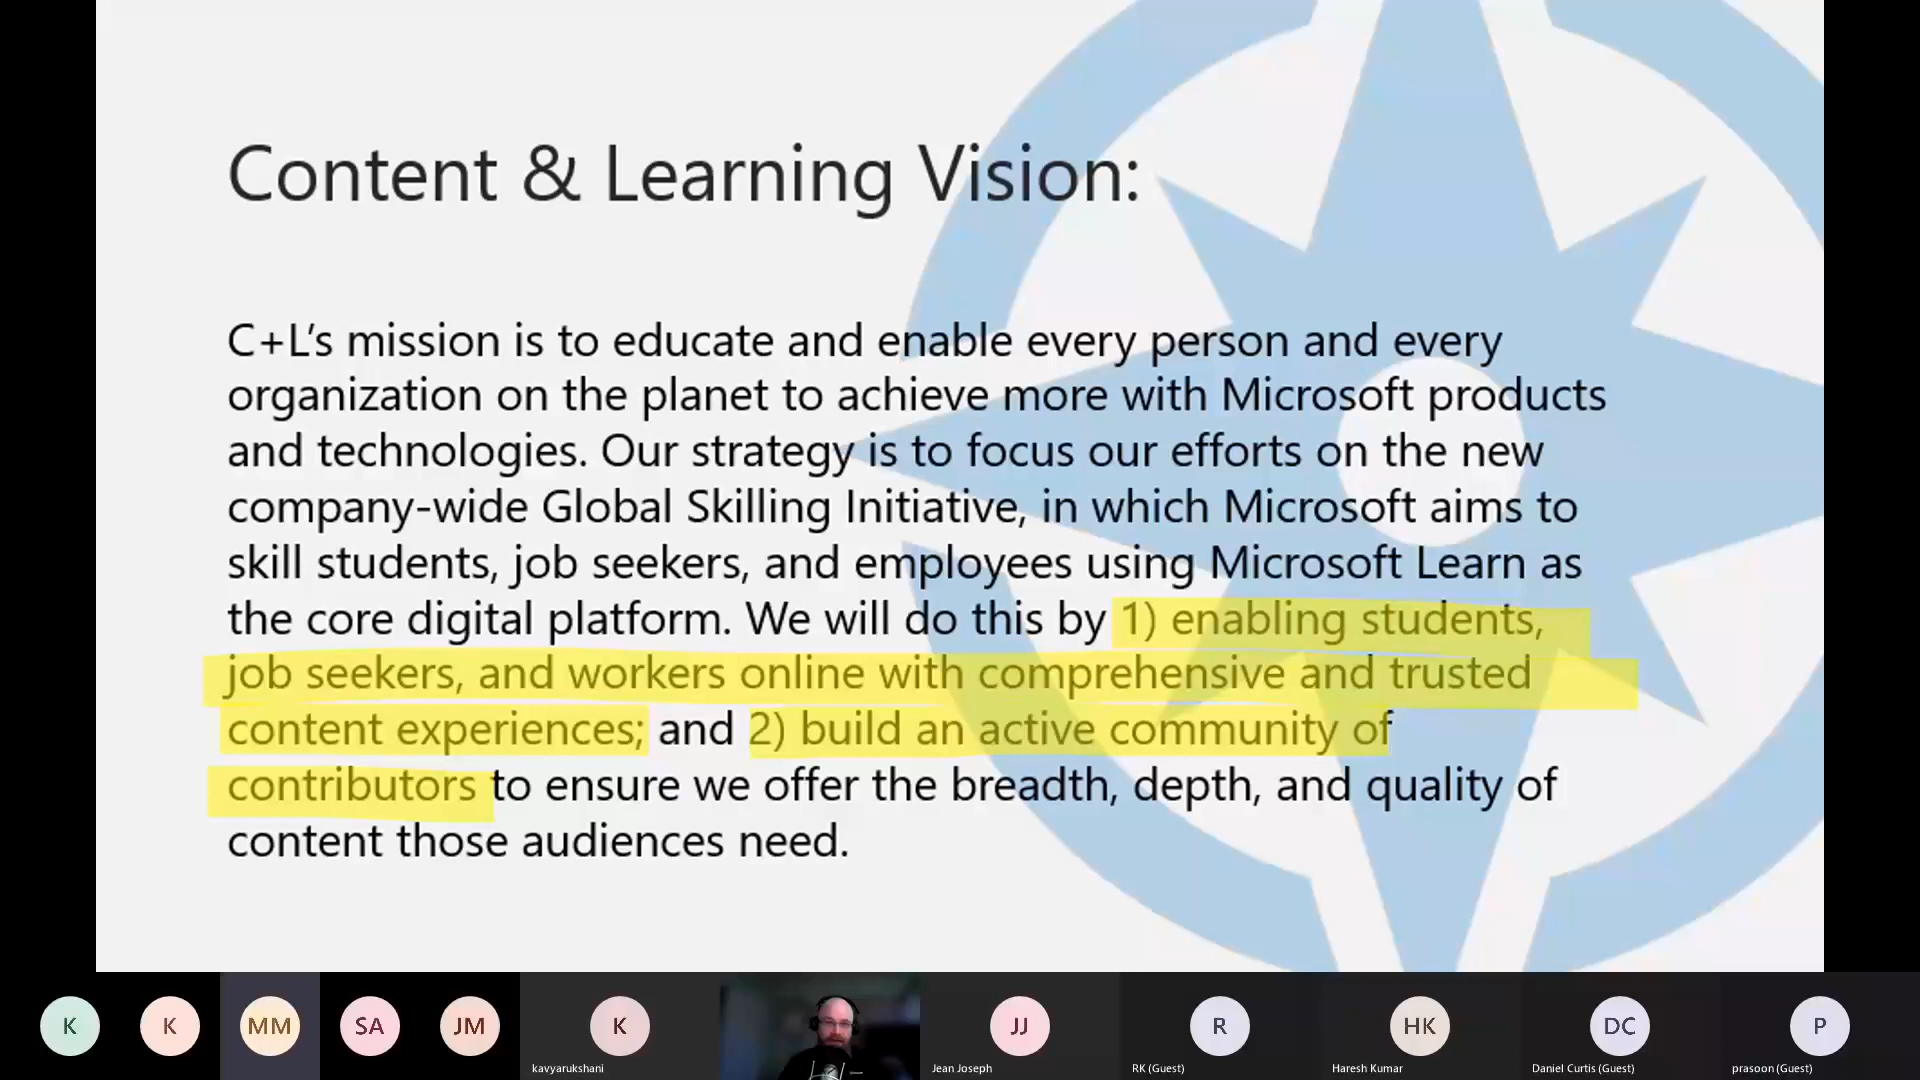 Content & Learning Vision:
C+L’s mission is to educate and enable every person and every
organization on the planet to achieve more with Microsoft products
and technologies. Our strategy is to focus our efforts on the new
company-wide Global Skilling Initiative, in which Microsoft aims to
skill students, job seekers, and employees using Microsoft Learn as
the core digital platform. We will do this by 1) enabling students,
job seekers, and workers online with comprehensive and trusted
content experiences; and 2) build an active community of
contributors to ensure we offer the breadth, depth, and quality of
content those audiences need.
K K MM SA JM K JJ R HK DC P
kavyarukshani Jean Joseph RK (Guest) Haresh Kumar Daniel Curtis (Guest) prasoon (Guest)